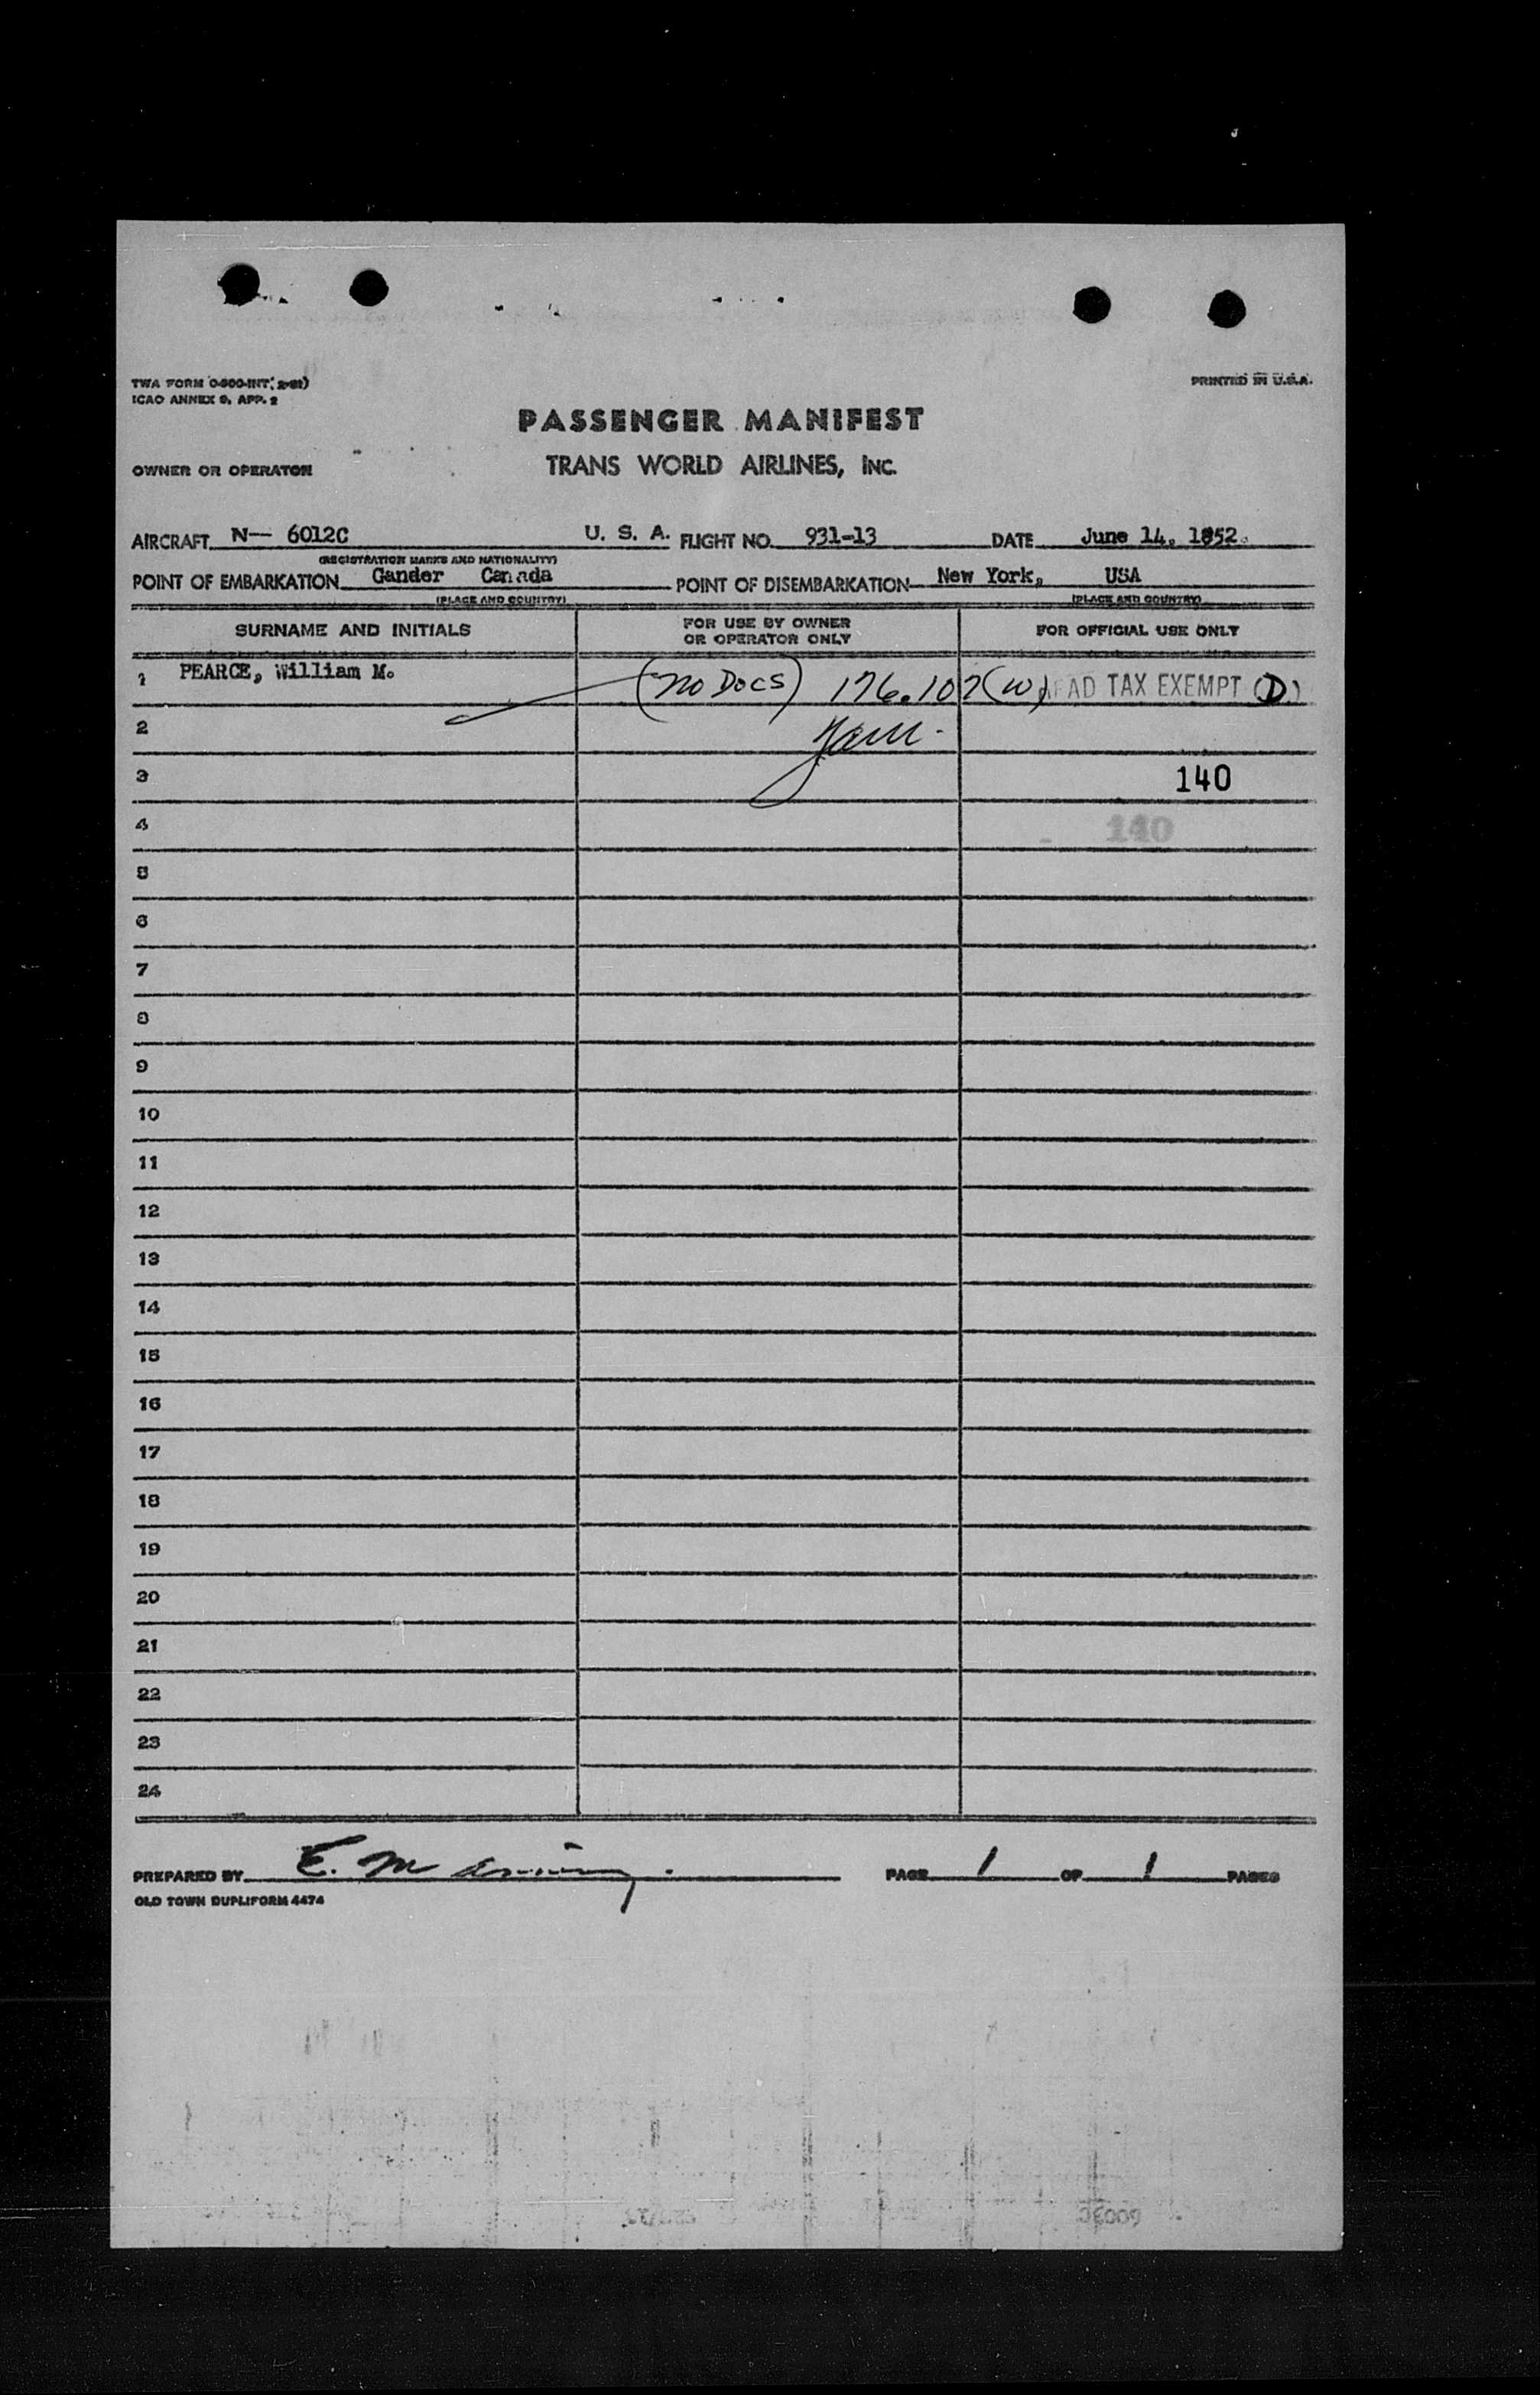 TWA FORM 0-500-INT. 2-51)
PRINTED IN U.S.A.
ICAO ANNEX 9, APP. 2
PASSENGER MANIFEST
OWNER OR OPERATOR TRANS WORLD AIRLINES, INC.
AIRCRAFT N-- 6012C U. S. A. FLIGHT NO. 931-13 DATE June 14, 1952.
(REGISTRATION MARKS AND NATIONALITY)
POINT OF EMBARKATION Gander Canada POINT OF DISEMBARKATION New York, USA
(PLACE AND COUNTRY) (PLACE AND COUNTRY)
SURNAME AND INITIALS FOR USE BY OWNER OR OPERATOR ONLY FOR OFFICIAL USE ONLY
1 PEARCE, William M. (NO DOCS) 176.107 (W) HEAD TAX EXEMPT (D)
2
3 140
4 140
5
6
7
8
9
10
11
12
13
14
15
16
17
18
19
20
21
22
23
24
PREPARED BY E. M PAGE 1 OF 1 PAGES
OLD TOWN DUPLIFORM 4474